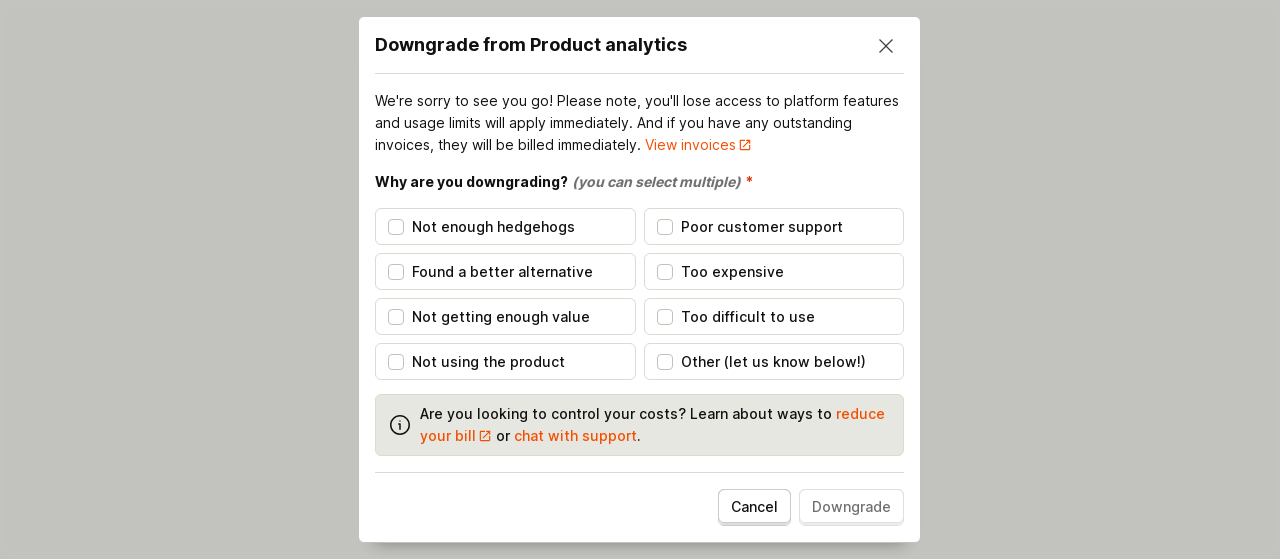 Downgrade from Product analytics
We're sorry to see you go! Please note, you'll lose access to platform features
and usage limits will apply immediately. And if you have any outstanding
invoices, they will be billed immediately. View invoices
Why are you downgrading? (you can select multiple) *
Not enough hedgehogs
Poor customer support
Found a better alternative
Too expensive
Not getting enough value
Too difficult to use
Not using the product
Other (let us know below!)
Are you looking to control your costs? Learn about ways to reduce
your bill or chat with support.
Cancel
Downgrade